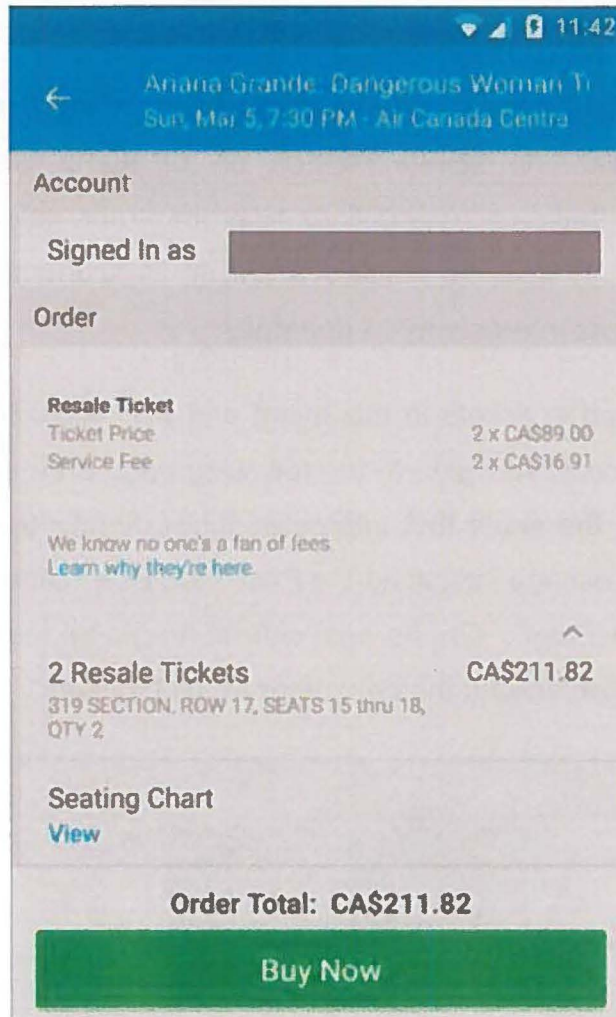 11:42
Ariana Grande: Dangerous Woman T
Sun, Mar 5, 7:30 PM - Air Canada Centre
Account
Signed In as
Order
Resale Ticket
Ticket Price 2 x CA$89.00
Service Fee 2 x CA$16.91
We know no one's a fan of fees.
Learn why they're here.
2 Resale Tickets CA$211.82
319 SECTION, ROW 17, SEATS 15 thru 18,
QTY 2
Seating Chart
View
Order Total: CA$211.82
Buy Now